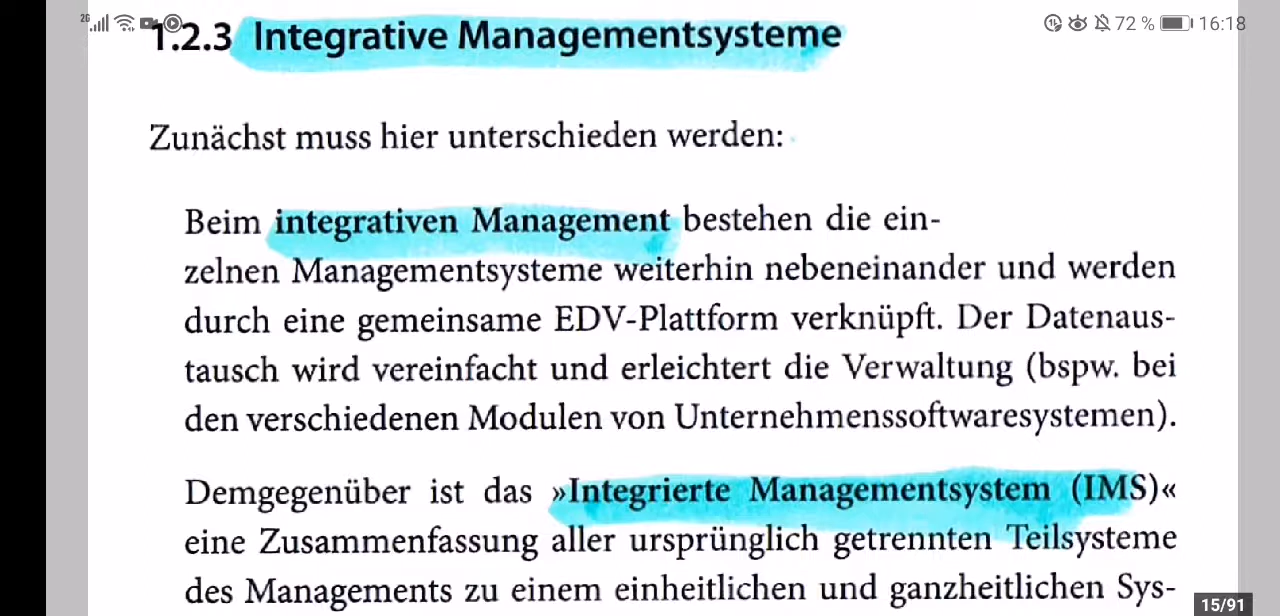 2G 72 % 16:18
1.2.3 Integrative Managementsysteme
Zunächst muss hier unterschieden werden:
Beim integrativen Management bestehen die ein-
zelnen Managementsysteme weiterhin nebeneinander und werden
durch eine gemeinsame EDV-Plattform verknüpft. Der Datenaus-
tausch wird vereinfacht und erleichtert die Verwaltung (bspw. bei
den verschiedenen Modulen von Unternehmenssoftwaresystemen).
Demgegenüber ist das »Integrierte Managementsystem (IMS)«
eine Zusammenfassung aller ursprünglich getrennten Teilsysteme
des Managements zu einem einheitlichen und ganzheitlichen Sys-
15/91